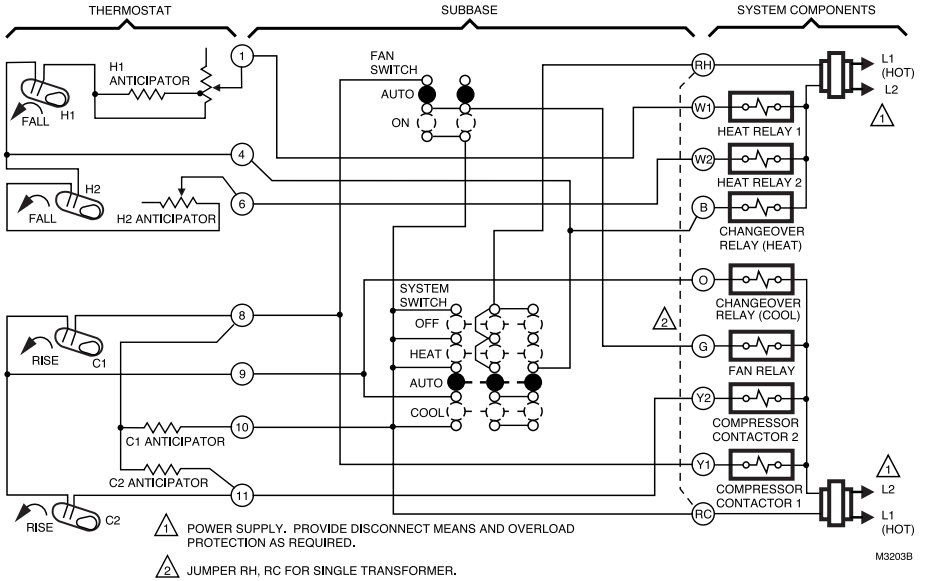 THERMOSTAT
SUBBASE
SYSTEM COMPONENTS
1
H1
ANTICIPATOR
FALL
H1
FAN
SWITCH
AUTO
ON
RH
L1
(HOT)
L2
1
W1
HEAT RELAY 1
4
W2
HEAT RELAY 2
H2
FALL
H2 ANTICIPATOR
6
B
CHANGEOVER
RELAY (HEAT)
O
CHANGEOVER
RELAY (COOL)
SYSTEM
SWITCH
OFF
HEAT
AUTO
COOL
8
RISE
C1
2
G
FAN RELAY
9
Y2
COMPRESSOR
CONTACTOR 2
10
C1 ANTICIPATOR
Y1
COMPRESSOR
CONTACTOR 1
C2 ANTICIPATOR
11
RISE
C2
RC
1
L2
L1
(HOT)
1 POWER SUPPLY. PROVIDE DISCONNECT MEANS AND OVERLOAD
PROTECTION AS REQUIRED.
2 JUMPER RH, RC FOR SINGLE TRANSFORMER.
M3203B